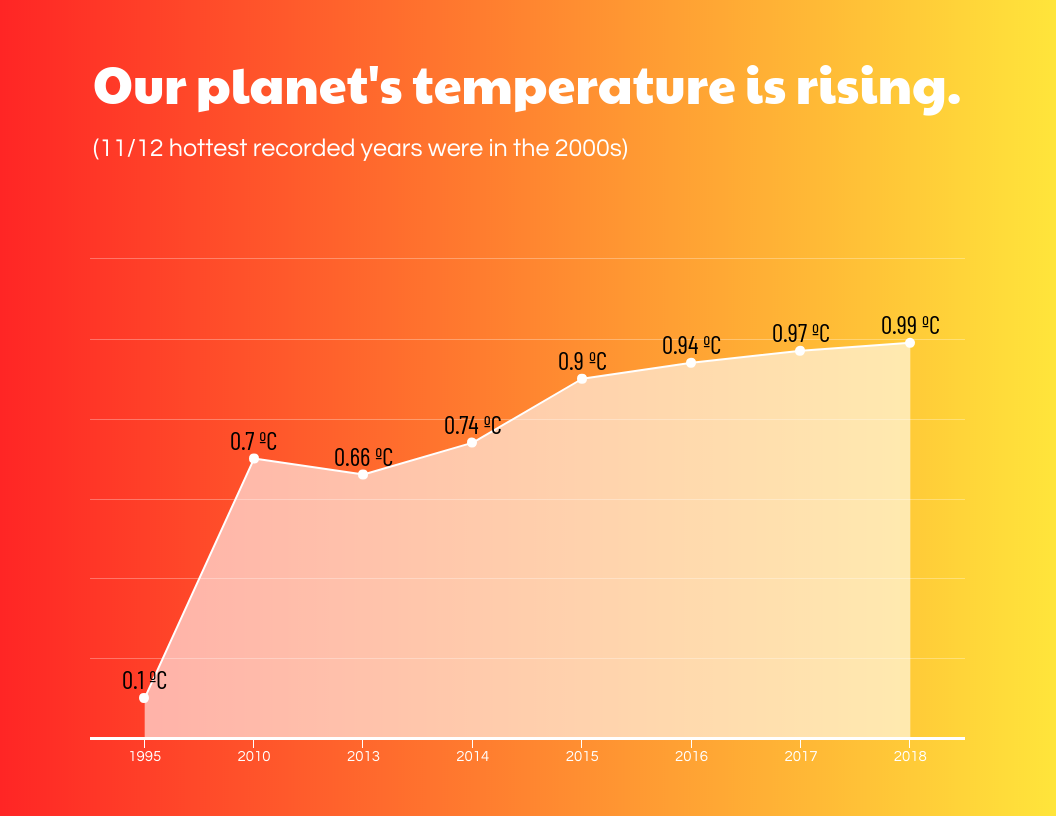 Our planet's temperature is rising.
(11/12 hottest recorded years were in the 2000s)
0.99 ºC
0.97 ºC
0.94 ºC
0.9 ºC
0.74 ºC
0.7 ºC
0.66 ºC
0.1 ºC
1995 2010 2013 2014 2015 2016 2017 2018